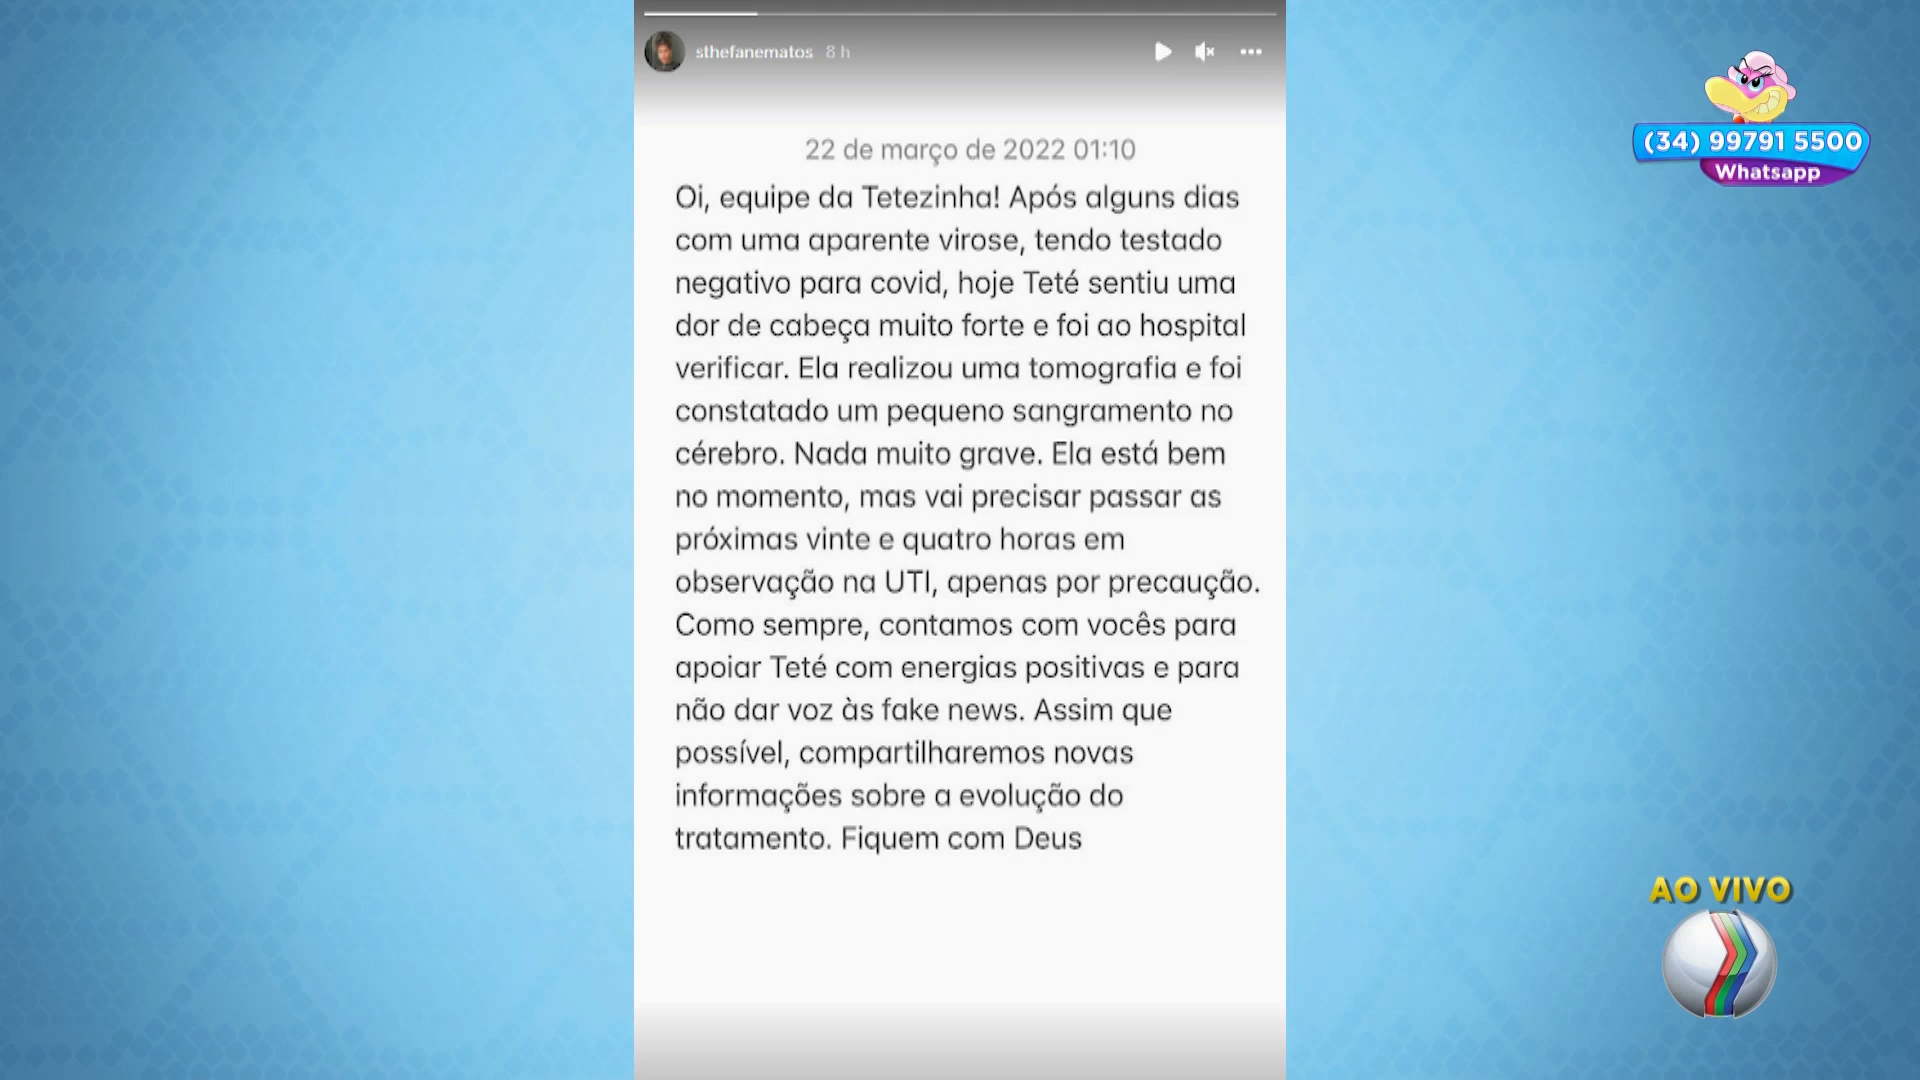 sthefanematos 8 h
22 de março de 2022 01:10
Oi, equipe da Tetezinha! Após alguns dias
com uma aparente virose, tendo testado
negativo para covid, hoje Teté sentiu uma
dor de cabeça muito forte e foi ao hospital
verificar. Ela realizou uma tomografia e foi
constatado um pequeno sangramento no
cérebro. Nada muito grave. Ela está bem
no momento, mas vai precisar passar as
próximas vinte e quatro horas em
observação na UTI, apenas por precaução.
Como sempre, contamos com vocês para
apoiar Teté com energias positivas e para
não dar voz às fake news. Assim que
possível, compartilharemos novas
informações sobre a evolução do
tratamento. Fiquem com Deus
(34) 99791 5500
Whatsapp
AO VIVO